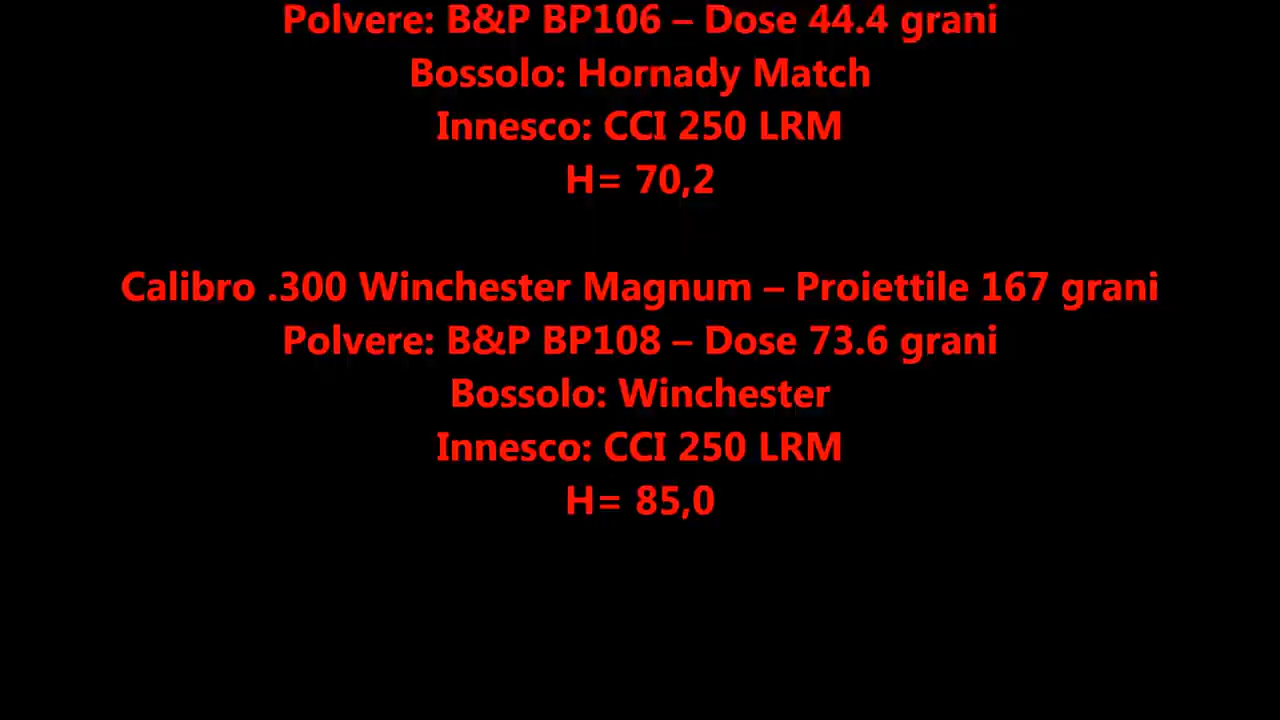 Polvere: B&P BP106 – Dose 44.4 grani
Bossolo: Hornady Match
Innesco: CCI 250 LRM
H= 70,2
Calibro .300 Winchester Magnum – Proiettile 167 grani
Polvere: B&P BP108 – Dose 73.6 grani
Bossolo: Winchester
Innesco: CCI 250 LRM
H= 85,0